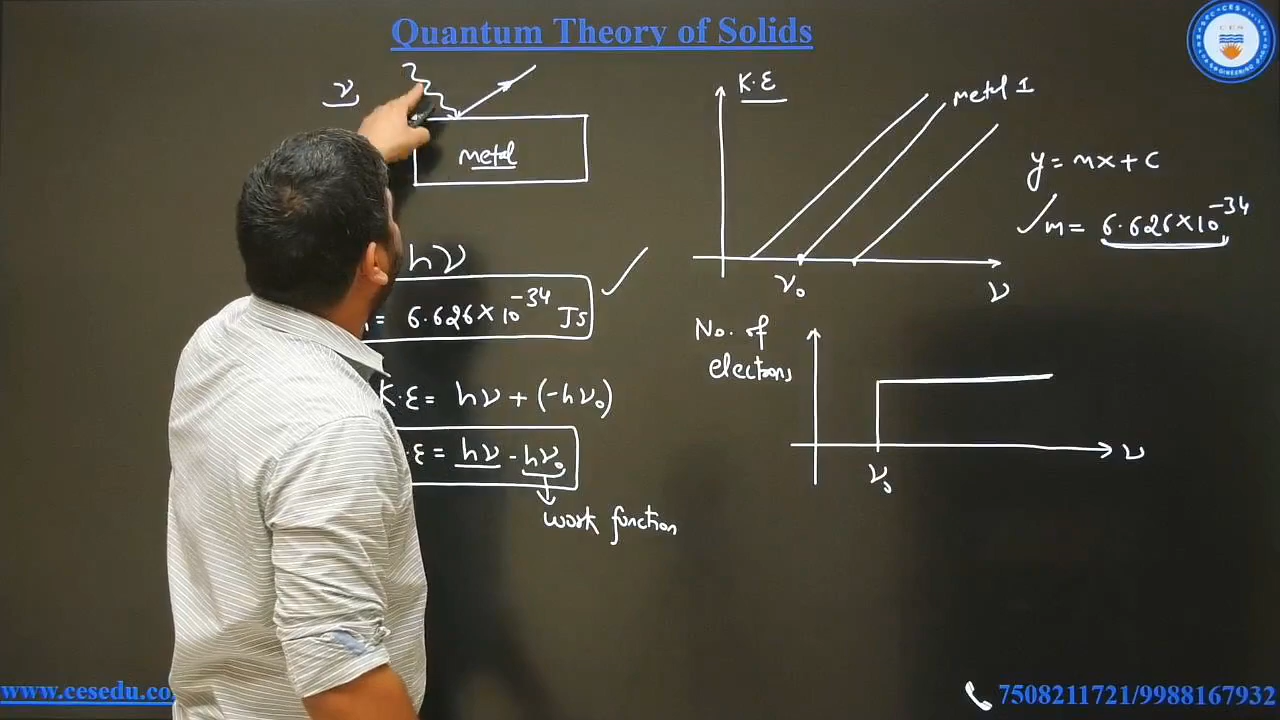 Quantum Theory of Solids
CES
ν
metal
hν
= 6.626×10⁻³⁴ Js
K.E = hν + (-hν₀)
.E = hν - hν₀
work function
K.E
metal I
ν₀
ν
y = mx + c
m = 6.626×10⁻³⁴
No. of
electrons
ν₀
ν
www.cesedu.co
7508211721/9988167932